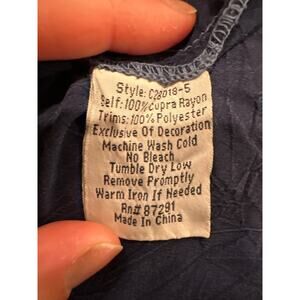 Style: C26018-5
Self: 100% Cupra Rayon
Trims: 100% Polyester
Exclusive Of Decoration
Machine Wash Cold
No Bleach
Tumble Dry Low
Remove Promptly
Warm Iron If Needed
Rn# 87291
Made In China